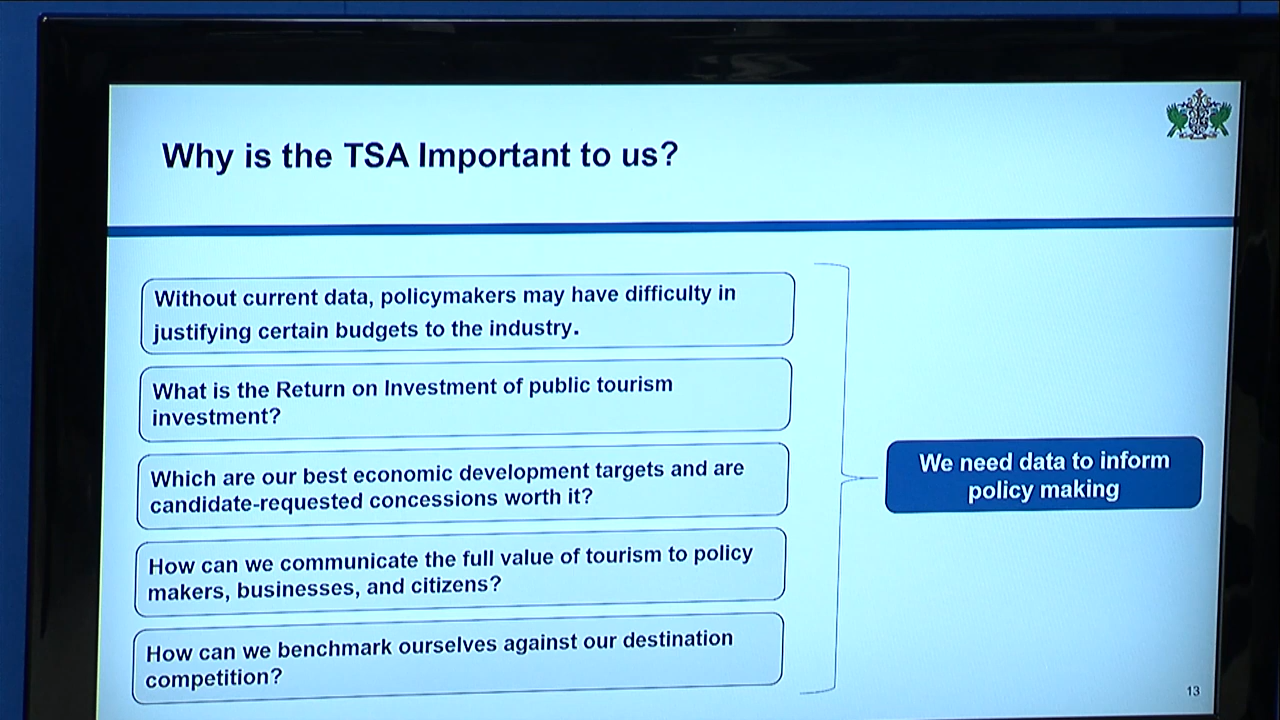 Why is the TSA Important to us?
Without current data, policymakers may have difficulty in
justifying certain budgets to the industry.
What is the Return on Investment of public tourism
investment?
Which are our best economic development targets and are
candidate-requested concessions worth it?
How can we communicate the full value of tourism to policy
makers, businesses, and citizens?
How can we benchmark ourselves against our destination
competition?
We need data to inform
policy making
13